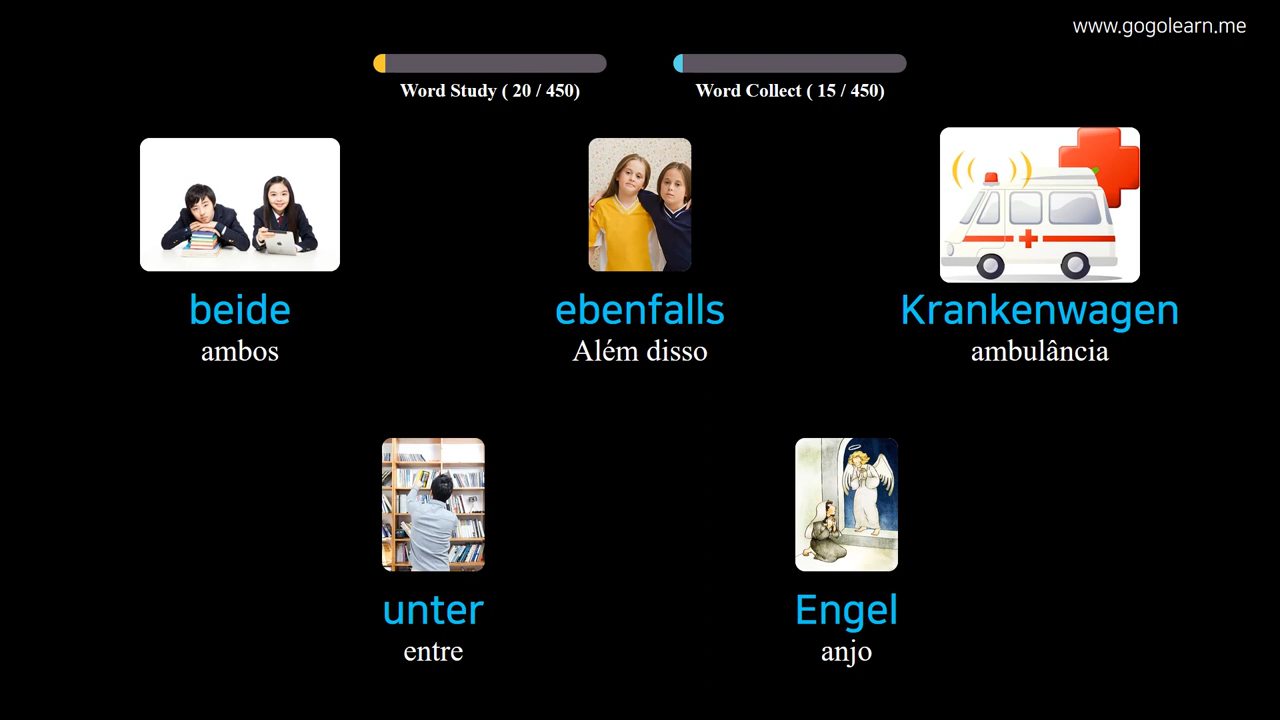 www.gogolearn.me
Word Study ( 20 / 450)
Word Collect ( 15 / 450)
beide
ambos
ebenfalls
Além disso
Krankenwagen
ambulância
unter
entre
Engel
anjo